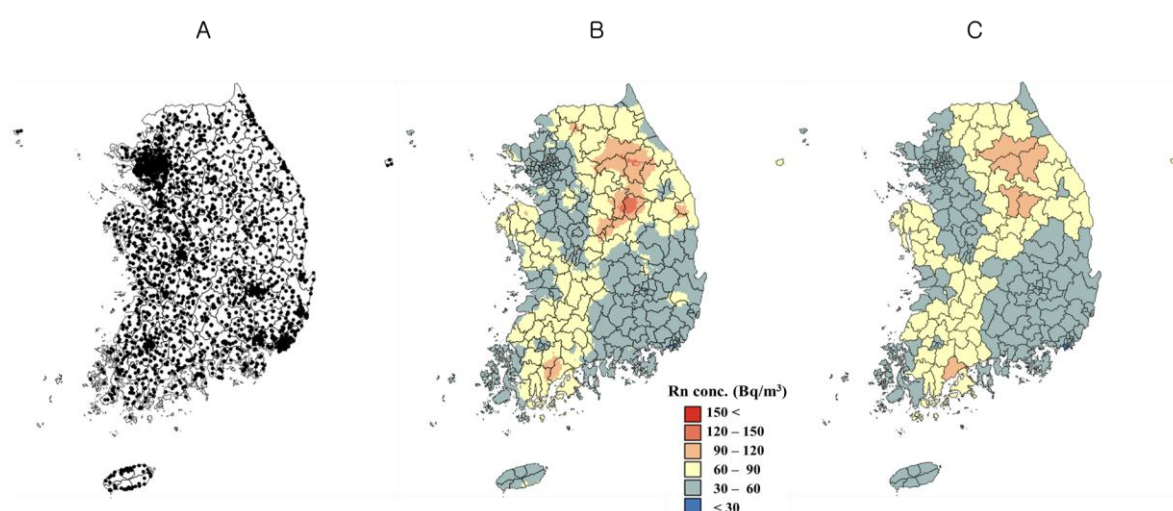 A
B
C
Rn conc. (Bq/m³)
150 <
120 – 150
90 – 120
60 – 90
30 – 60
< 30